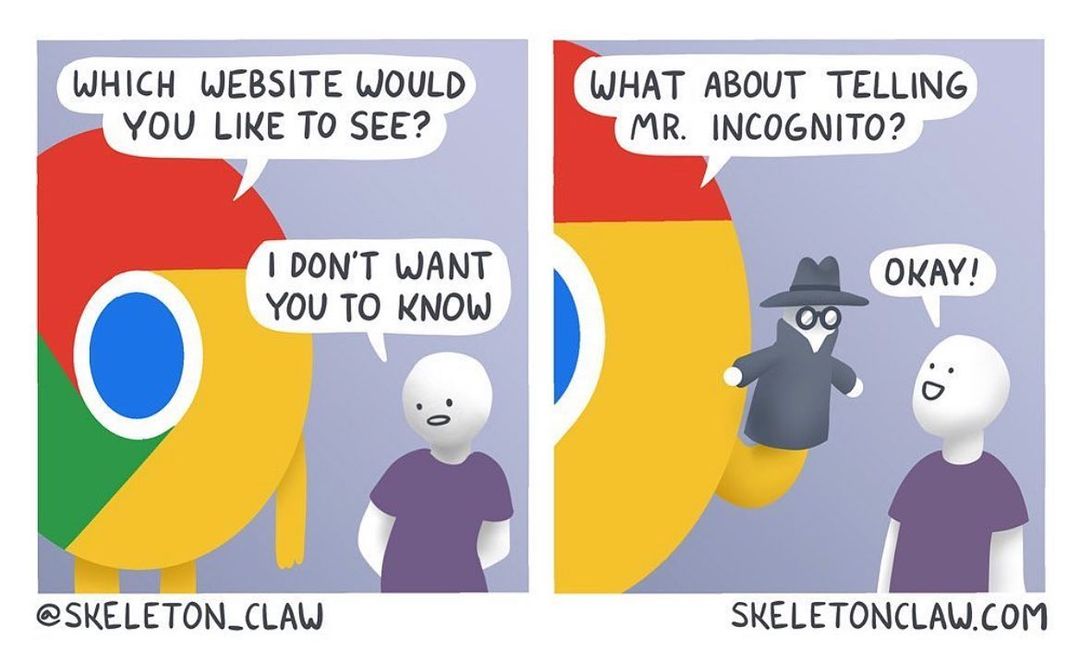 WHICH WEBSITE WOULD
YOU LIKE TO SEE?
I DON'T WANT
YOU TO KNOW
WHAT ABOUT TELLING
MR. INCOGNITO?
OKAY!
@SKELETON_CLAW
SKELETONCLAW.COM